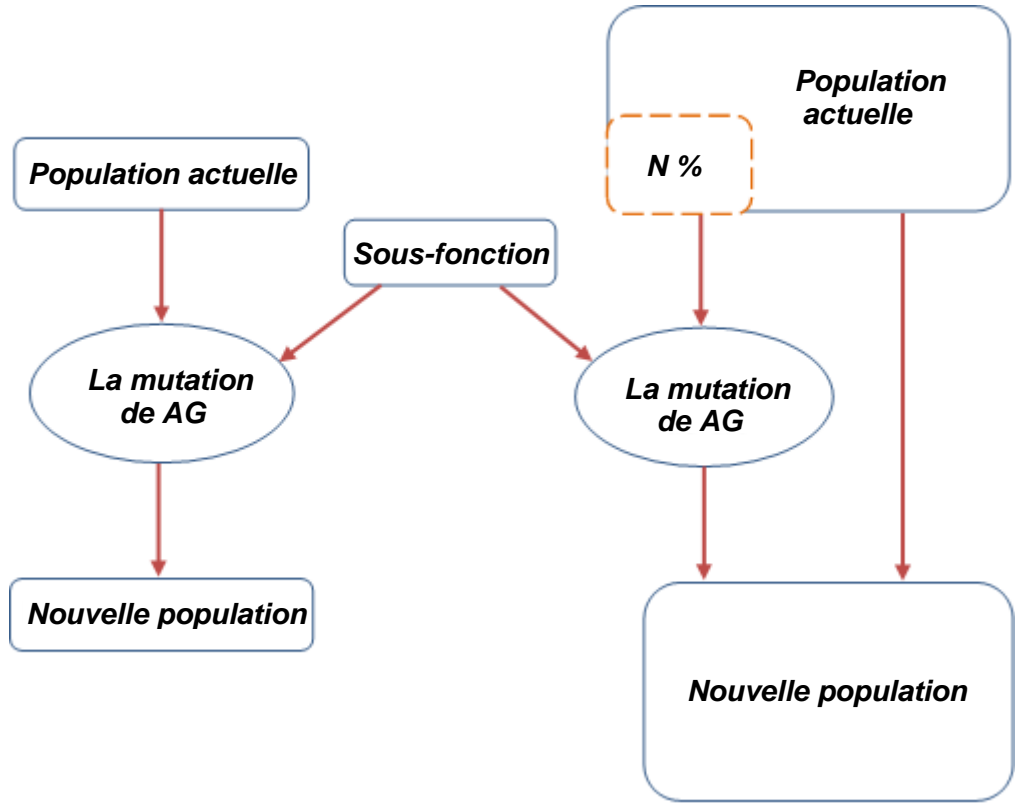 Population
actuelle
N %
Population actuelle
Sous-fonction
La mutation
de AG
La mutation
de AG
Nouvelle population
Nouvelle population